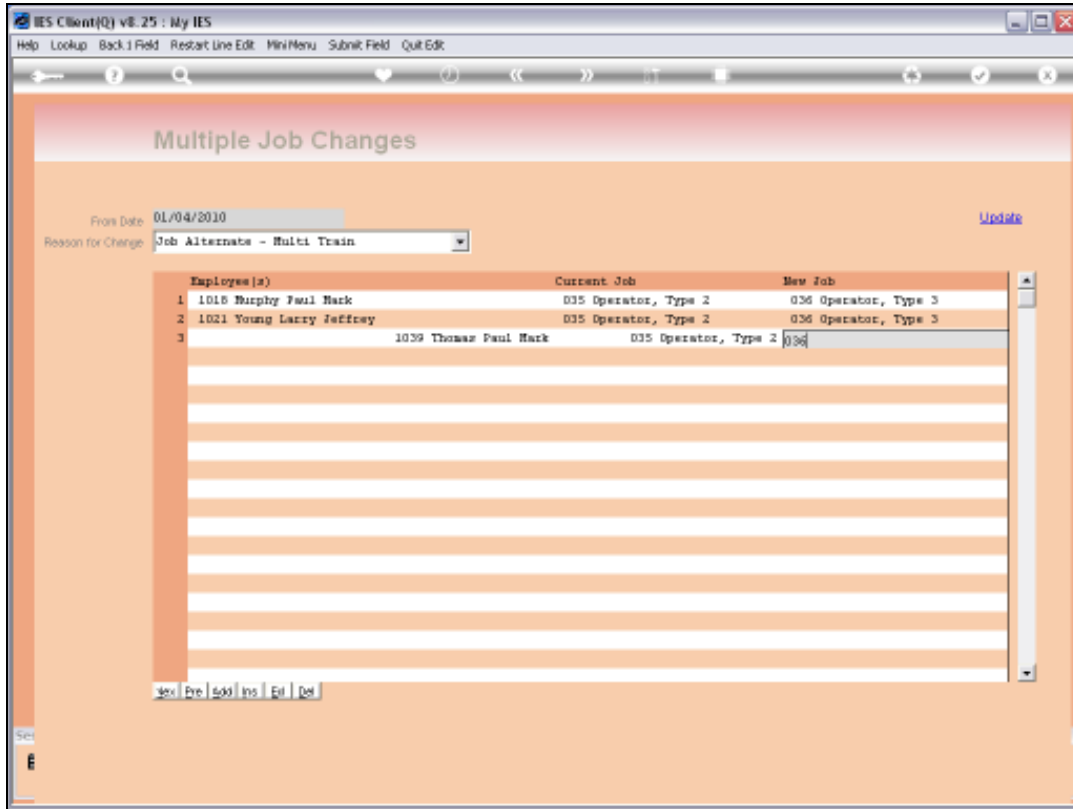 IES Client(Q) v8.25 : My IES
Help Lookup Back 1 Field Restart Line Edit MiniMenu Submit Field Quit Edit
Multiple Job Changes
From Date 01/04/2010 Update
Reason for Change Job Alternate - Multi Train
Employee(s) Current Job New Job
1 1018 Murphy Paul Mark 035 Operator, Type 2 036 Operator, Type 3
2 1021 Young Larry Jeffrey 035 Operator, Type 2 036 Operator, Type 3
3 1039 Thomas Paul Mark 035 Operator, Type 2 036
Nex Pre Add Ins Del
Ses